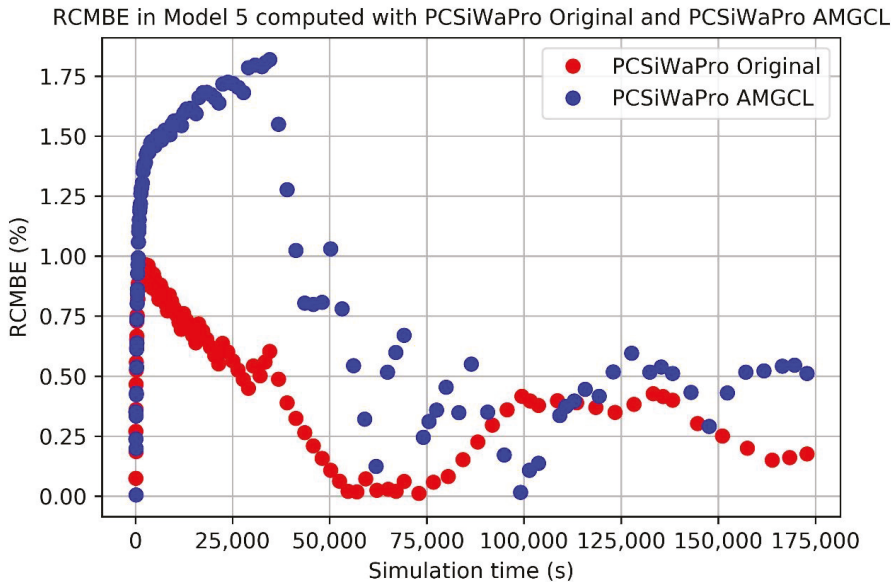 RCMBE in Model 5 computed with PCSiWaPro Original and PCSiWaPro AMGCL
PCSiWaPro Original
PCSiWaPro AMGCL
RCMBE (%)
1.75
1.50
1.25
1.00
0.75
0.50
0.25
0.00
0 25,000 50,000 75,000 100,000 125,000 150,000 175,000
Simulation time (s)